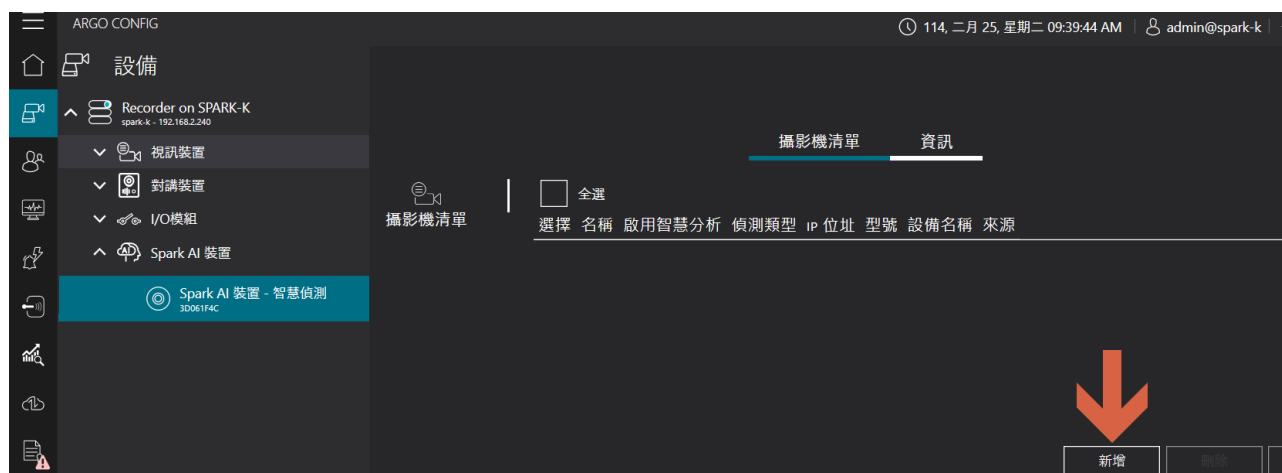 ARGO CONFIG
114, 二月 25, 星期二 09:39:44 AM
admin@spark-k
設備
Recorder on SPARK-K
spark-k - 192.168.2.240
視訊裝置
對講裝置
I/O模組
Spark AI 裝置
Spark AI 裝置 - 智慧偵測
3D061F4C
攝影機清單 資訊
攝影機清單
全選
選擇 名稱 啟用智慧分析 偵測類型 IP 位址 型號 設備名稱 來源
新增 刪除